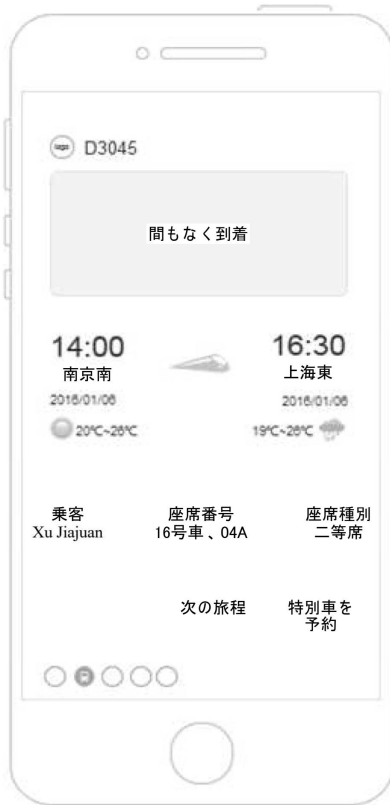 logo D3045
間もなく到着
14:00 16:30
南京南 上海東
2016/01/06 2016/01/06
20℃~26℃ 19℃~26℃
乗客 座席番号 座席種別
Xu Jiajuan 16号車、04A 二等席
次の旅程 特別車を
予約